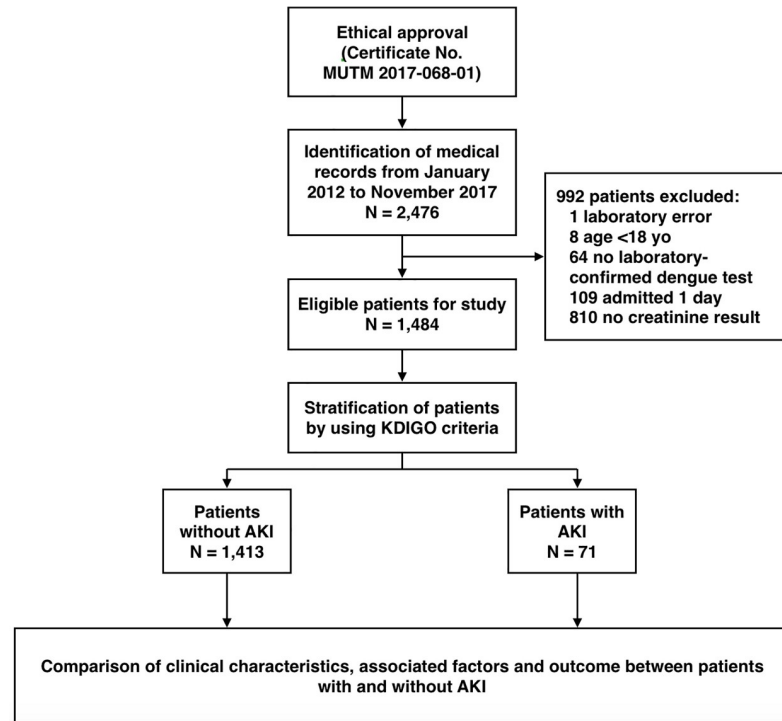 Ethical approval
(Certificate No.
MUTM 2017-068-01)
Identification of medical
records from January
2012 to November 2017
N = 2,476
992 patients excluded:
1 laboratory error
8 age <18 yo
64 no laboratory-
confirmed dengue test
109 admitted 1 day
810 no creatinine result
Eligible patients for study
N = 1,484
Stratification of patients
by using KDIGO criteria
Patients
without AKI
N = 1,413
Patients with
AKI
N = 71
Comparison of clinical characteristics, associated factors and outcome between patients
with and without AKI